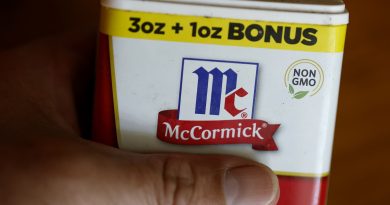 3oz + 1oz BONUS
Mc
®
McCormick®
NON
GMO